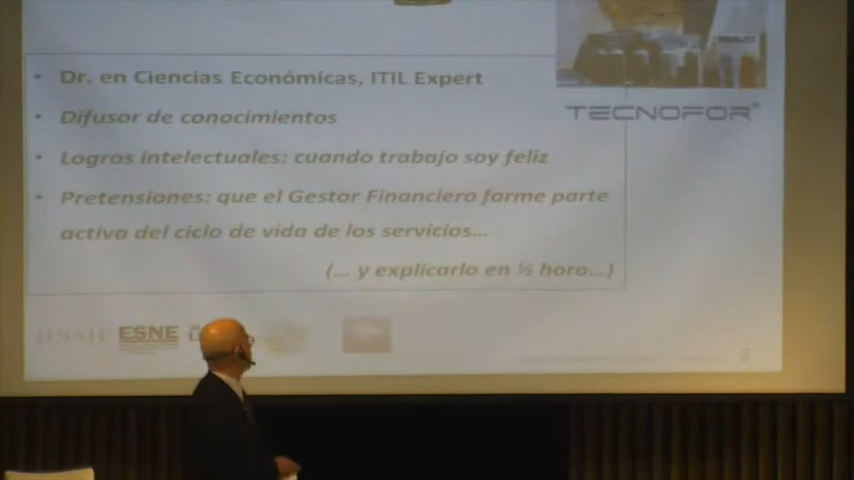 • Dr. en Ciencias Económicas, ITIL Expert
TECNOFOR®
• Difusor de conocimientos
• Logros intelectuales: cuando trabajo soy feliz
• Pretensiones: que el Gestor Financiero forme parte
activa del ciclo de vida de los servicios...
(... y explicarlo en ½ hora...)
ESNE
7